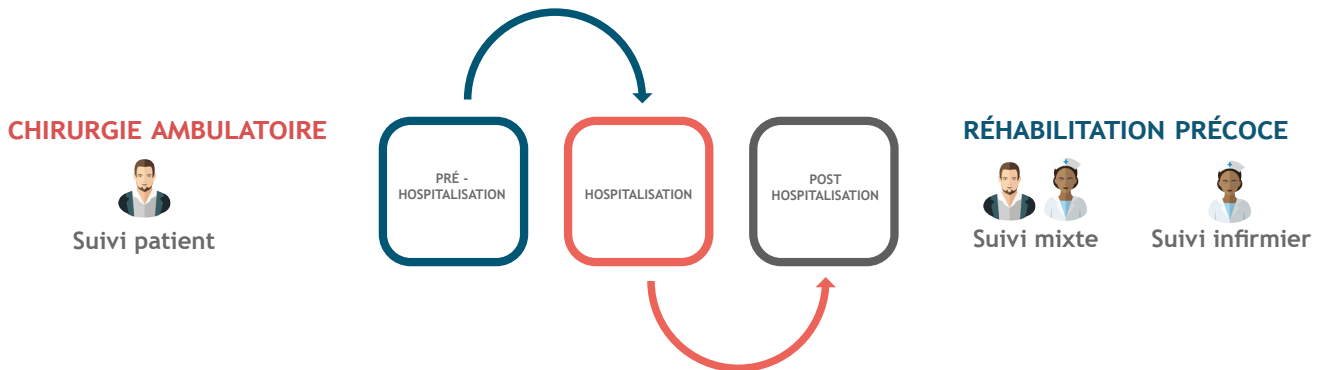 CHIRURGIE AMBULATOIRE
Suivi patient
PRÉ -
HOSPITALISATION
HOSPITALISATION
POST
HOSPITALISATION
RÉHABILITATION PRÉCOCE
Suivi mixte
Suivi infirmier